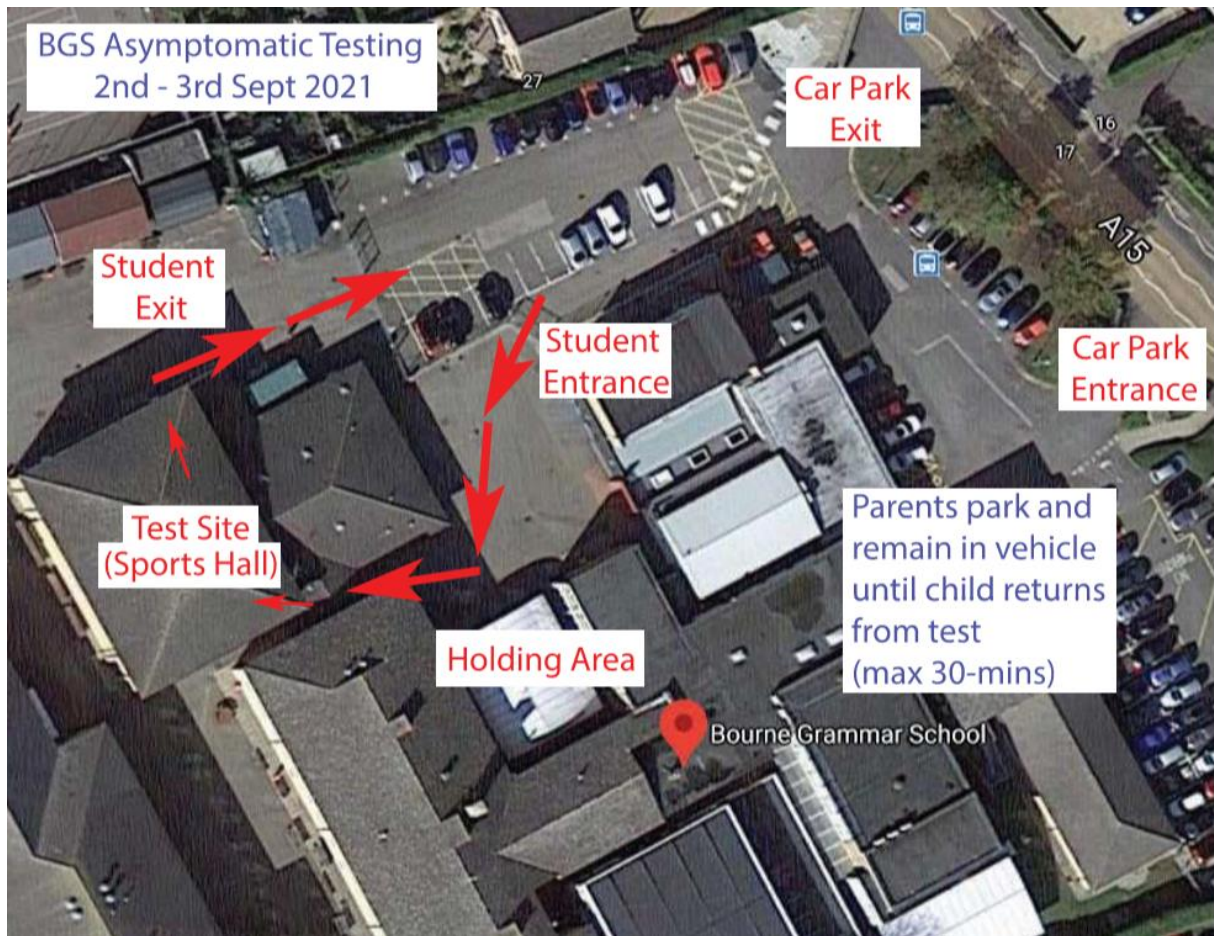 BGS Asymptomatic Testing
2nd - 3rd Sept 2021
27
Car Park
Exit
16
17
A15
Student
Exit
Student
Entrance
Car Park
Entrance
Test Site
(Sports Hall)
Parents park and
remain in vehicle
until child returns
from test
(max 30-mins)
Holding Area
Bourne Grammar School